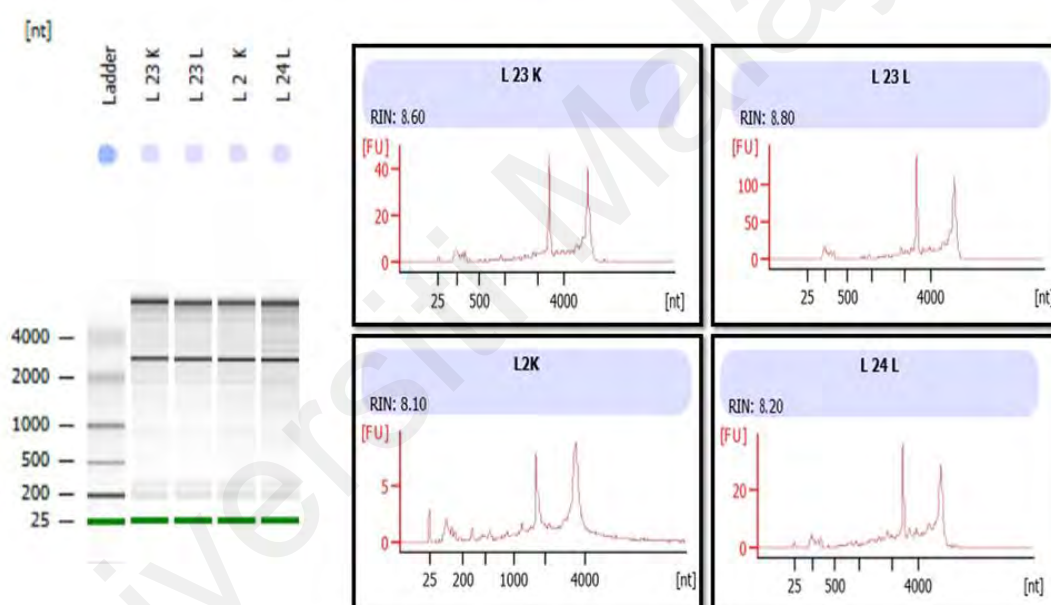 [nt]
Ladder
L 23 K
L 23 L
L 2 K
L 24 L
4000
2000
1000
500
200
25
L 23 K
RIN: 8.60
[FU]
40
20
0
25 500 4000 [nt]
L 23 L
RIN: 8.80
[FU]
100
50
0
25 500 4000 [nt]
L2K
RIN: 8.10
[FU]
5
0
25 200 1000 4000 [nt]
L 24 L
RIN: 8.20
[FU]
20
0
25 500 4000 [nt]
versiti Malay